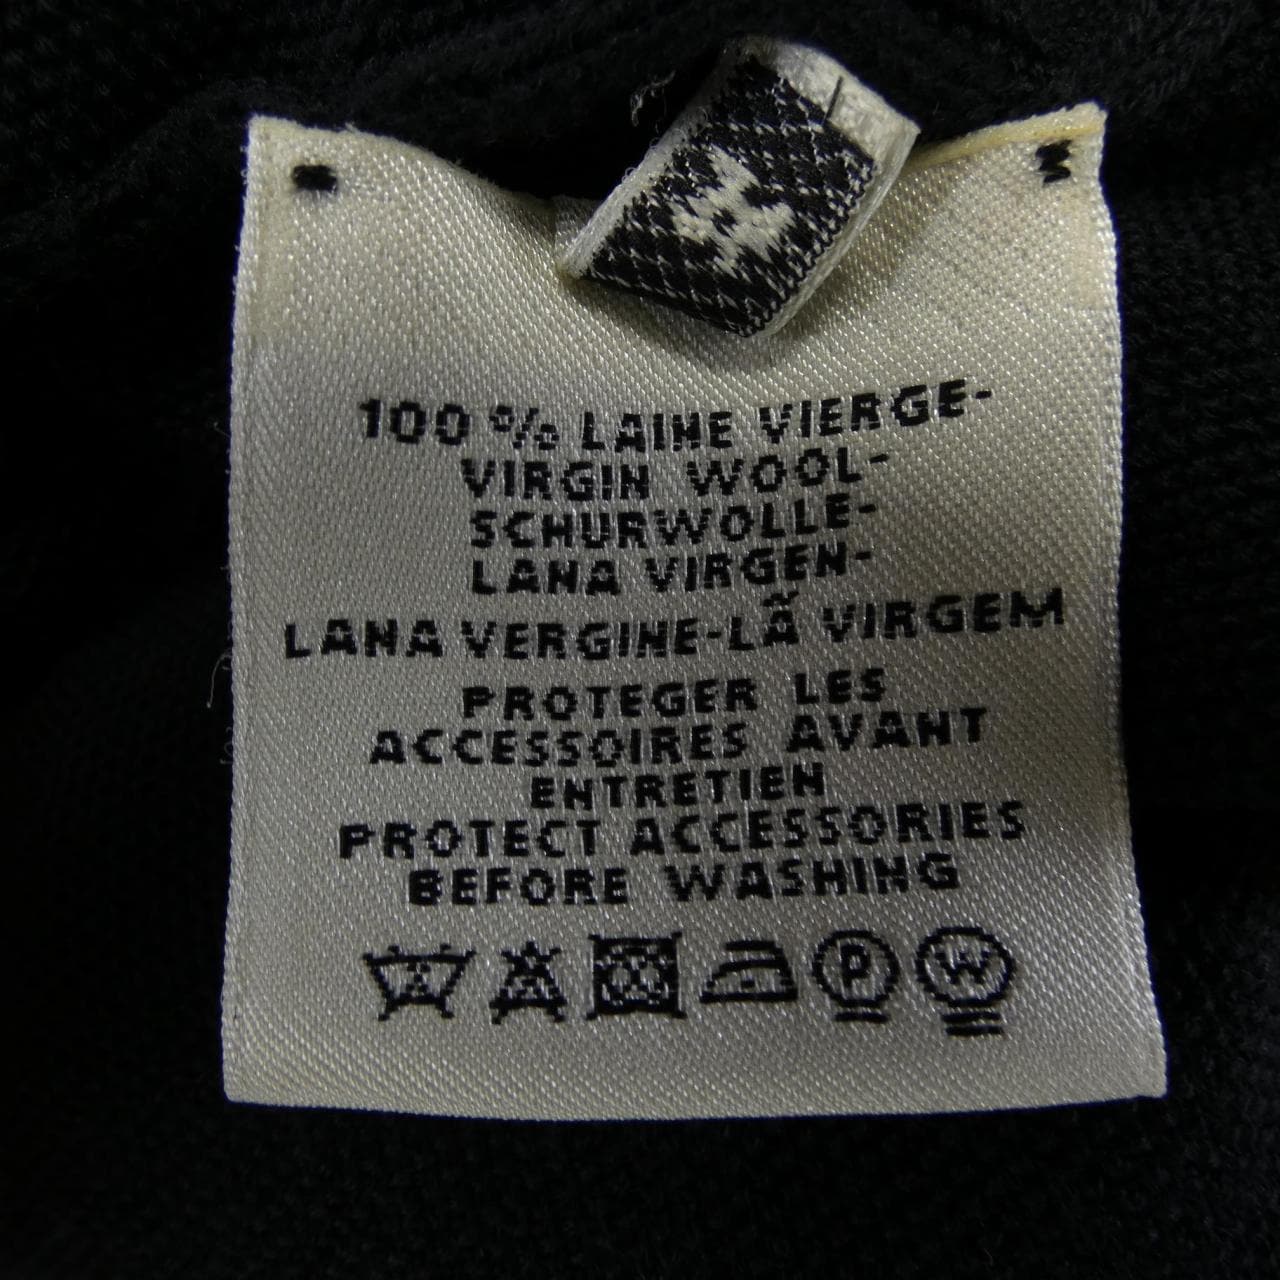 100 % LAINE VIERGE-
VIRGIN WOOL-
SCHURWOLLE-
LANA VIRGEN-
LANA VERGINE-LÃ VIRGEM
PROTEGER LES
ACCESSOIRES AVANT
ENTRETIEN
PROTECT ACCESSORIES
BEFORE WASHING
P W